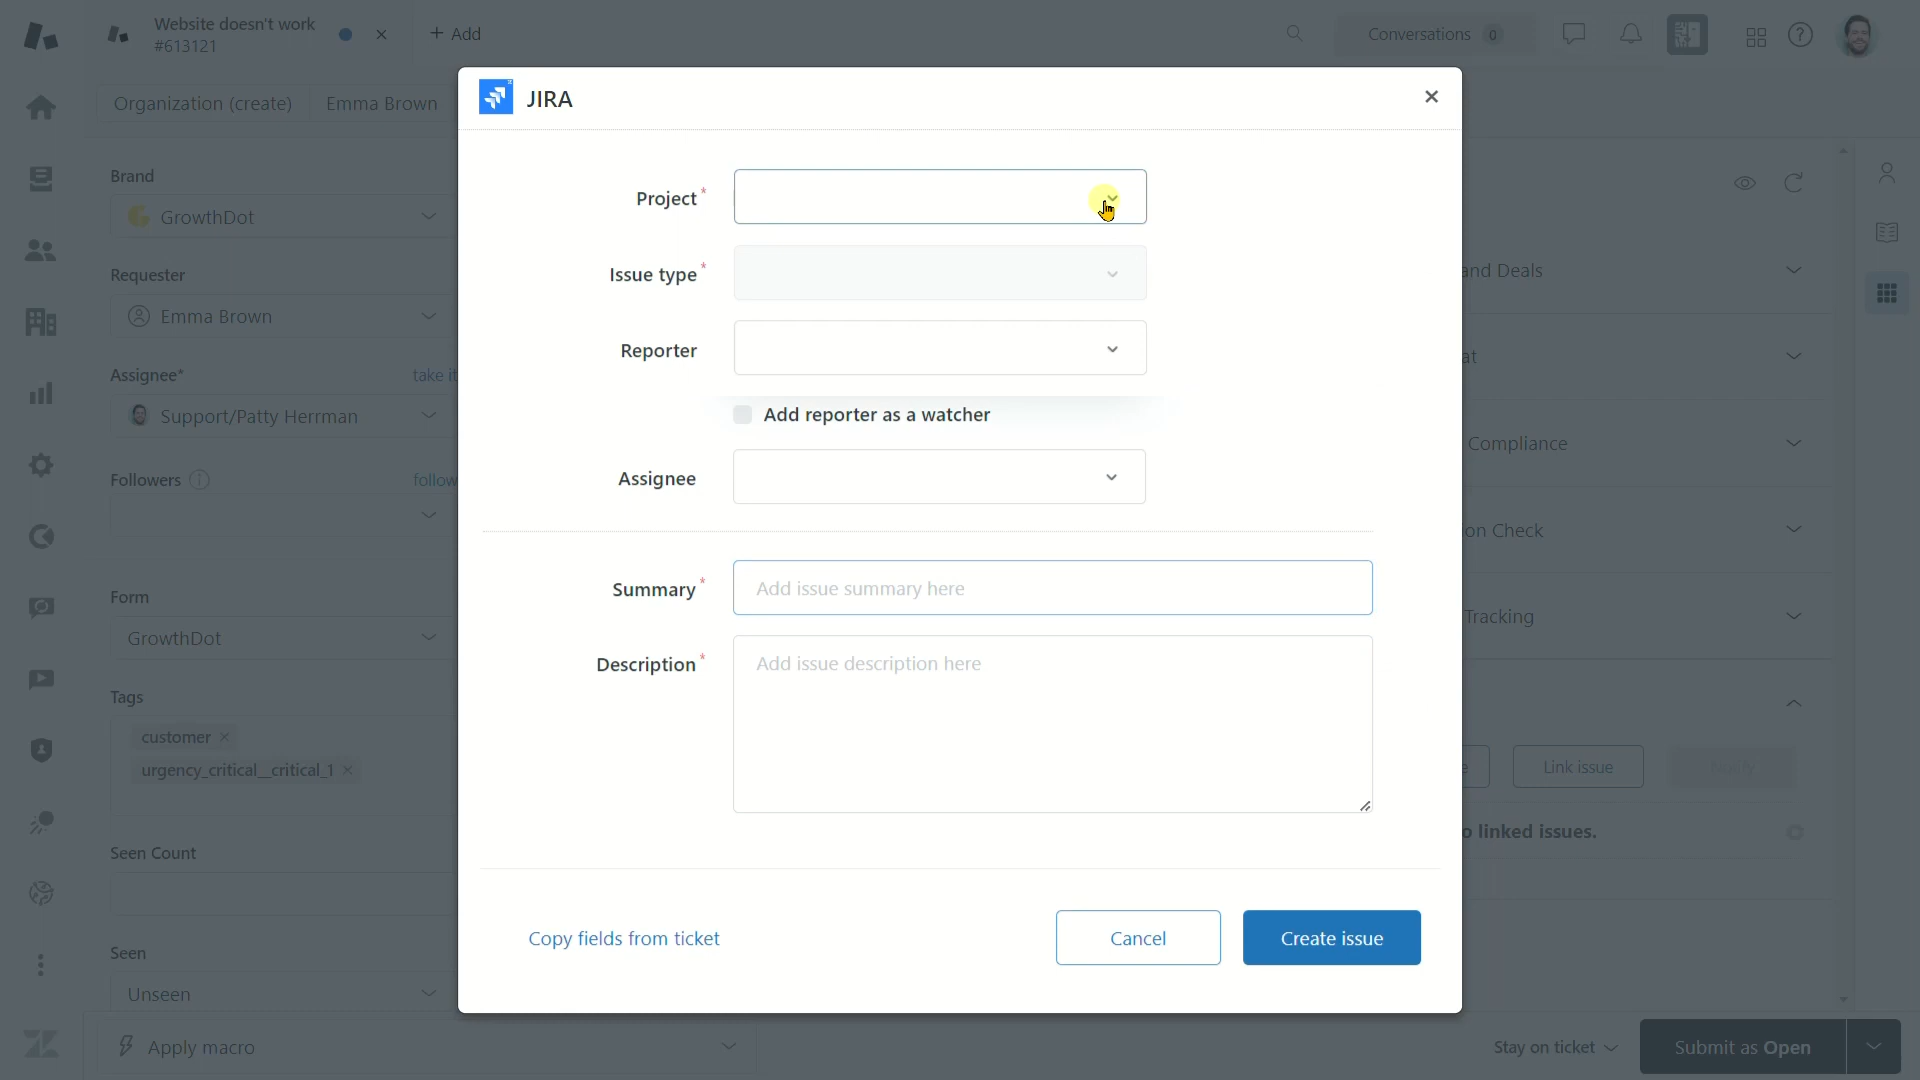 Website doesn't work
#613121
+ Add
Conversations 0
Organization (create)
Emma Brown
Brand
GrowthDot
Requester
Emma Brown
Assignee*
take it
Support/Patty Herrman
Followers
follow
Form
GrowthDot
Tags
customer ×
urgency_critical__critical_1 ×
Seen Count
Seen
Unseen
Apply macro
JIRA
Project*
Issue type*
Reporter
Add reporter as a watcher
Assignee
Summary*
Add issue summary here
Description*
Add issue description here
Copy fields from ticket
Cancel
Create issue
and Deals
at
Compliance
on Check
Tracking
e
Link issue
o linked issues.
Stay on ticket
Submit as Open